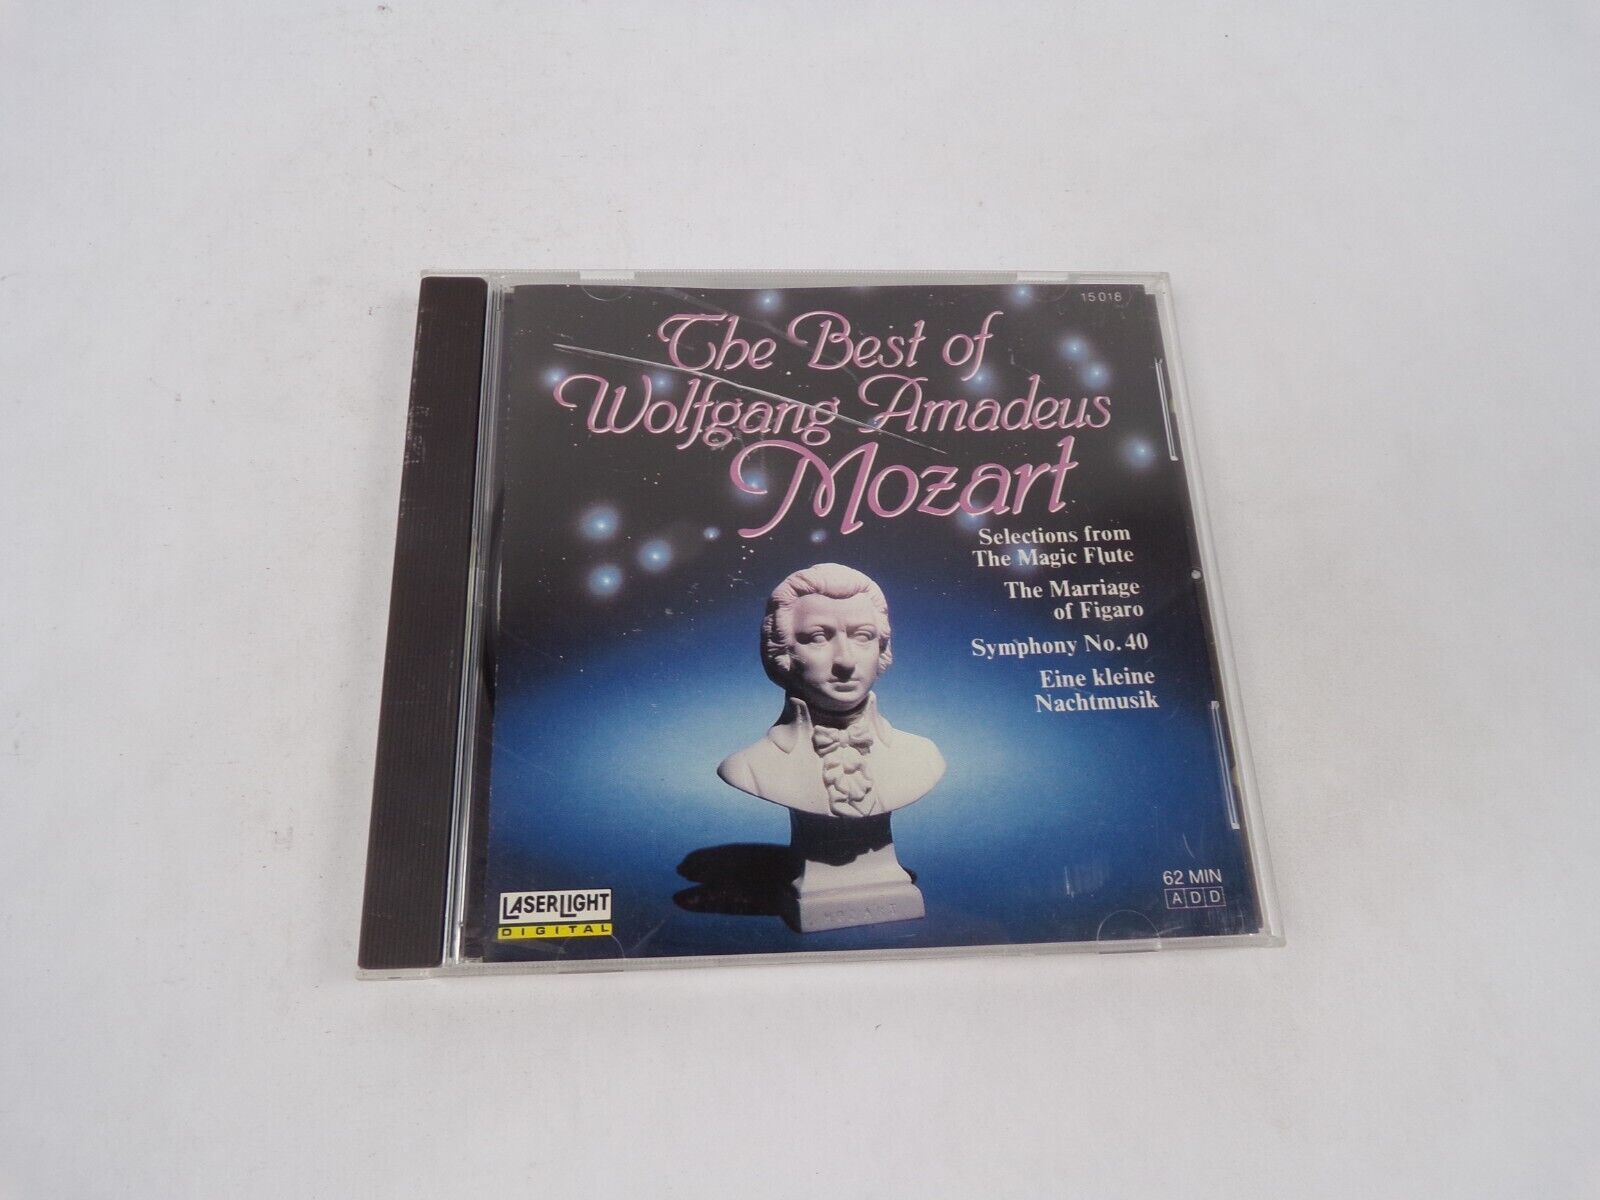 15 018
The Best of
Wolfgang Amadeus
Mozart
Selections from
The Magic Flute
The Marriage
of Figaro
Symphony No. 40
Eine kleine
Nachtmusik
MOZART
LASERLIGHT
DIGITAL
62 MIN
ADD